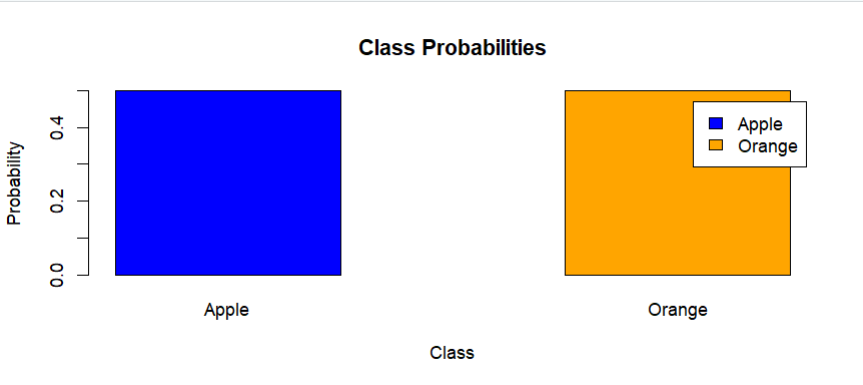 Class Probabilities
Probability
0.4
0.2
0.0
Apple
Orange
Apple
Orange
Class